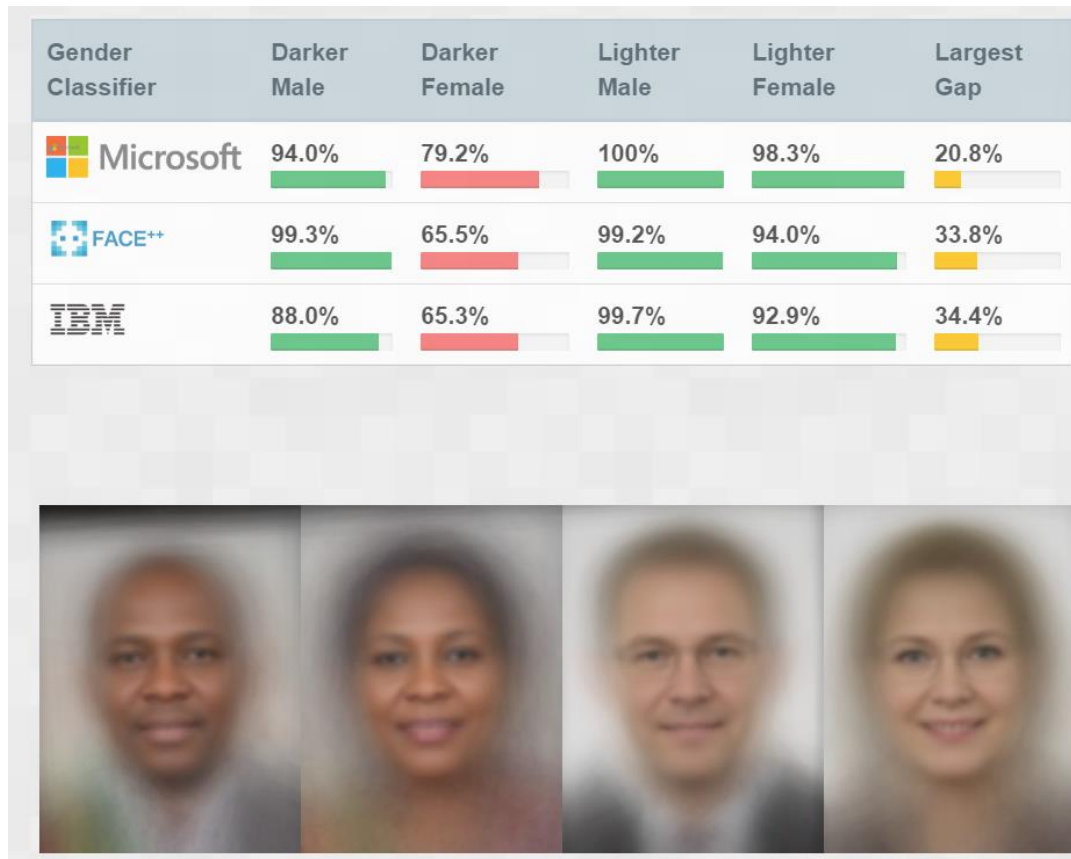 Gender Classifier Darker Male Darker Female Lighter Male Lighter Female Largest Gap
Microsoft 94.0% 79.2% 100% 98.3% 20.8%
FACE++ 99.3% 65.5% 99.2% 94.0% 33.8%
IBM 88.0% 65.3% 99.7% 92.9% 34.4%